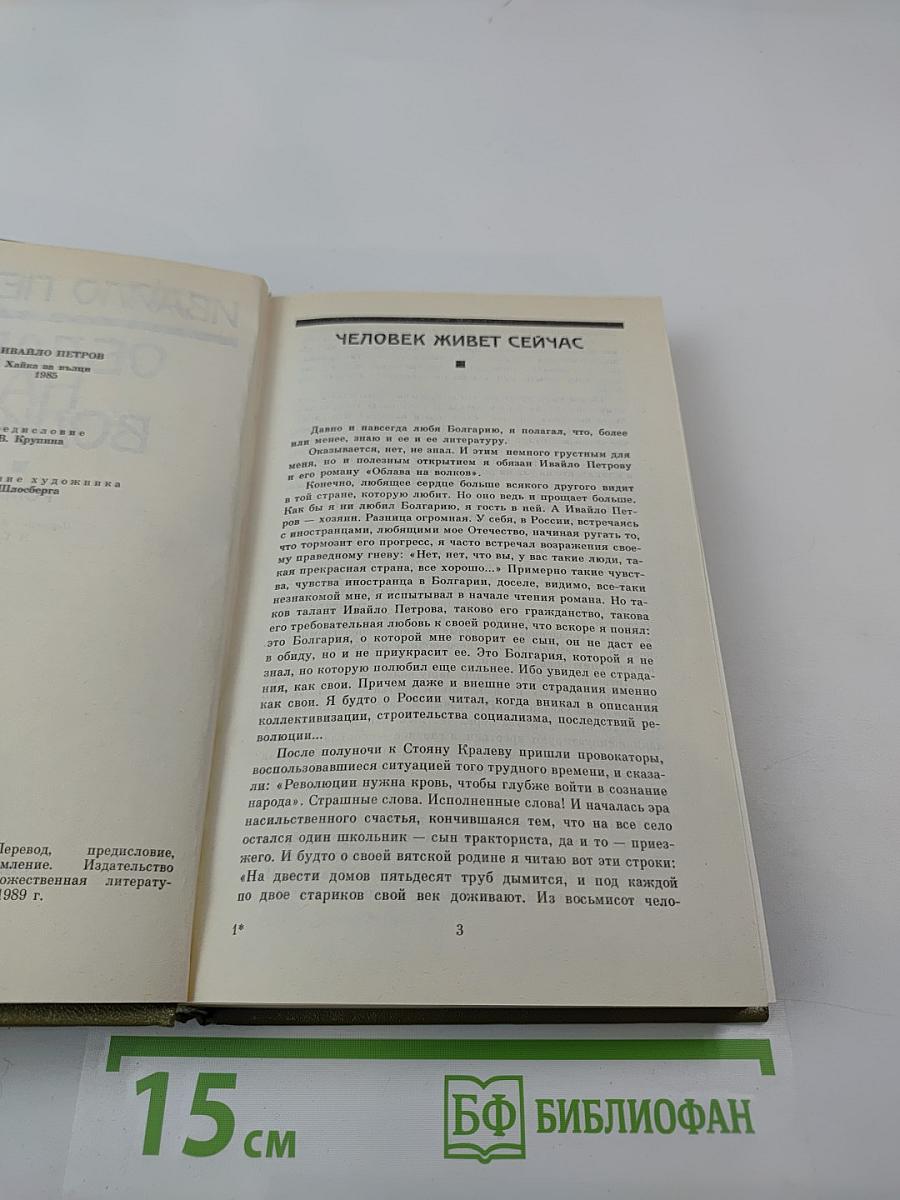 ИВАЙЛО ПЕТРОВ
Хайка за вълци
1985
едисловие
В. Крупина
ие художника
Шлосберга
Перевод, предисловие,
мление. Издательство
ожественная литерату-
1989 г.
ЧЕЛОВЕК ЖИВЕТ СЕЙЧАС
Давно и навсегда любя Болгарию, я полагал, что, более
или менее, знаю и ее и ее литературу.
Оказывается, нет, не знал. И этим немного грустным для
меня, но и полезным открытием я обязан Ивайло Петрову
и его роману «Облава на волков».
Конечно, любящее сердце больше всякого другого видит
в той стране, которую любит. Но оно ведь и прощает больше.
Как бы я ни любил Болгарию, я гость в ней. А Ивайло Пет-
ров — хозяин. Разница огромная. У себя, в России, встречаясь
с иностранцами, любящими мое Отечество, начиная ругать то,
что тормозит его прогресс, я часто встречал возражения свое-
му праведному гневу: «Нет, нет, что вы, у вас такие люди, та-
кая прекрасная страна, все хорошо...» Примерно такие чувст-
ва, чувства иностранца в Болгарии, доселе, видимо, все-таки
незнакомой мне, я испытывал в начале чтения романа. Но та-
ков талант Ивайло Петрова, таково его гражданство, такова
его требовательная любовь к своей родине, что вскоре я понял:
это Болгария, о которой мне говорит ее сын, он не даст ее
в обиду, но и не приукрасит ее. Это Болгария, которой я не
знал, но которую полюбил еще сильнее. Ибо увидел ее страда-
ния, как свои. Причем даже и внешне эти страдания именно
как свои. Я будто о России читал, когда вникал в описания
коллективизации, строительства социализма, последствий ре-
волюции...
После полуночи к Стояну Кралеву пришли провокаторы,
воспользовавшиеся ситуацией того трудного времени, и сказа-
ли: «Революции нужна кровь, чтобы глубже войти в сознание
народа». Страшные слова. Исполненные слова! И началась эра
насильственного счастья, кончившаяся тем, что на все село
остался один школьник — сын тракториста, да и то — приез-
жего. И будто о своей вятской родине я читаю вот эти строки:
«На двести домов пятьдесят труб дымится, и под каждой
по двое стариков свой век доживают. Из восьмисот чело-
1*
3
15 см
БФ БИБЛИОФАН